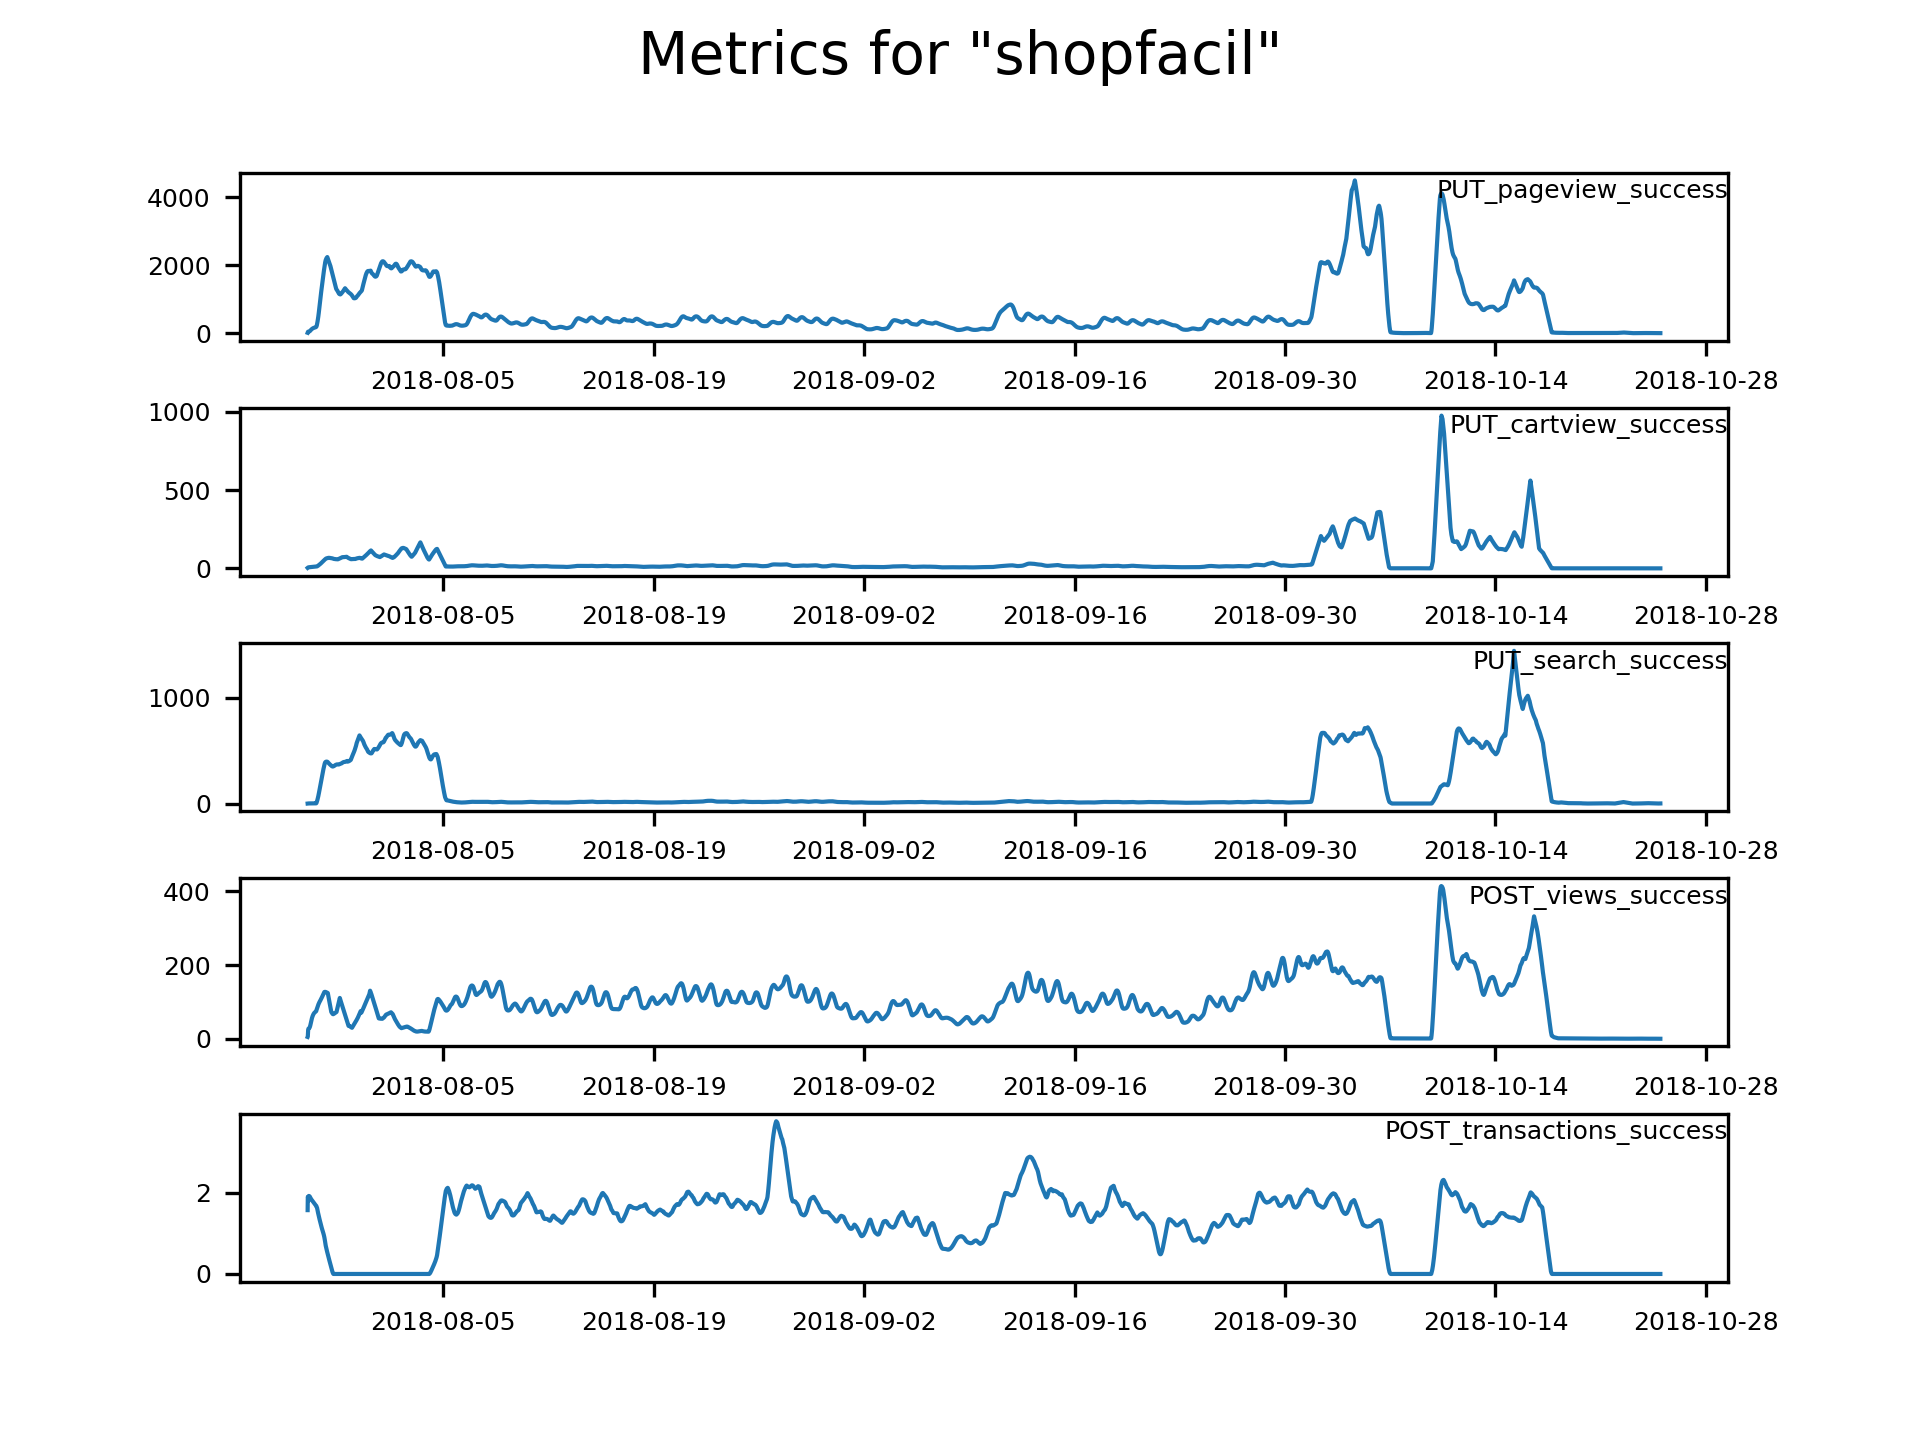 Metrics for "shopfacil"
PUT_pageview_success
4000
2000
0
2018-08-05 2018-08-19 2018-09-02 2018-09-16 2018-09-30 2018-10-14 2018-10-28
PUT_cartview_success
1000
500
0
2018-08-05 2018-08-19 2018-09-02 2018-09-16 2018-09-30 2018-10-14 2018-10-28
PUT_search_success
1000
0
2018-08-05 2018-08-19 2018-09-02 2018-09-16 2018-09-30 2018-10-14 2018-10-28
POST_views_success
400
200
0
2018-08-05 2018-08-19 2018-09-02 2018-09-16 2018-09-30 2018-10-14 2018-10-28
POST_transactions_success
2
0
2018-08-05 2018-08-19 2018-09-02 2018-09-16 2018-09-30 2018-10-14 2018-10-28